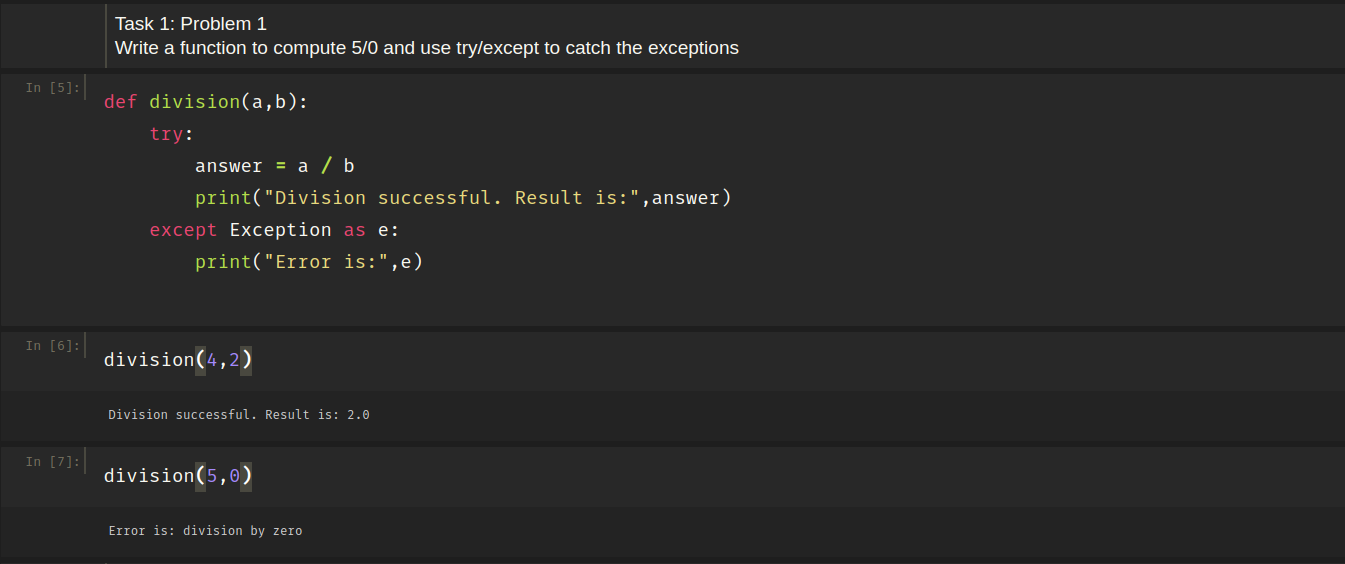 Task 1: Problem 1
Write a function to compute 5/0 and use try/except to catch the exceptions
In [5]:
def division(a,b):
    try:
        answer = a / b
        print("Division successful. Result is:",answer)
    except Exception as e:
        print("Error is:",e)
In [6]:
division(4,2)
Division successful. Result is: 2.0
In [7]:
division(5,0)
Error is: division by zero